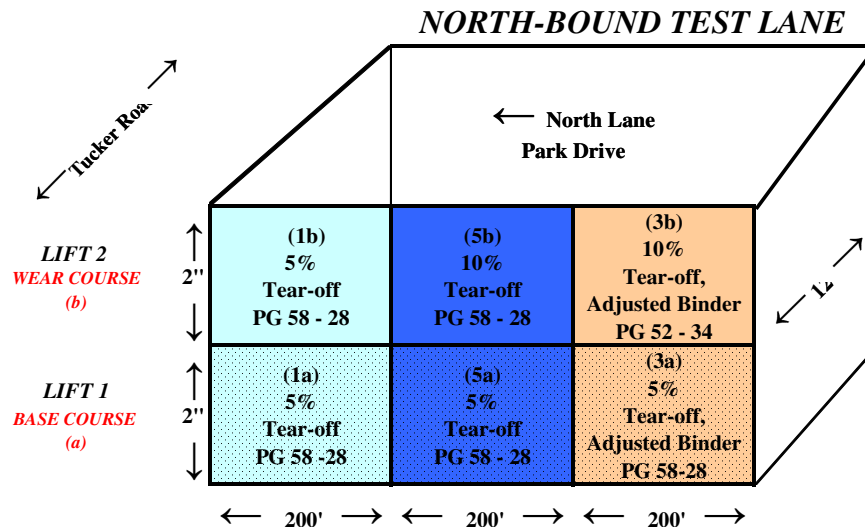 NORTH-BOUND TEST LANE
Tucker
North Lane
Park Drive
LIFT 2
WEAR COURSE
(b)
2"
(1b)
5%
Tear-off
PG 58 - 28
(5b)
10%
Tear-off
PG 58 - 28
(3b)
10%
Tear-off,
Adjusted Binder
PG 52 - 34
12
LIFT 1
BASE COURSE
(a)
2"
(1a)
5%
Tear-off
PG 58 -28
(5a)
5%
Tear-off
PG 58 - 28
(3a)
5%
Tear-off,
Adjusted Binder
PG 58-28
200'
200'
200'